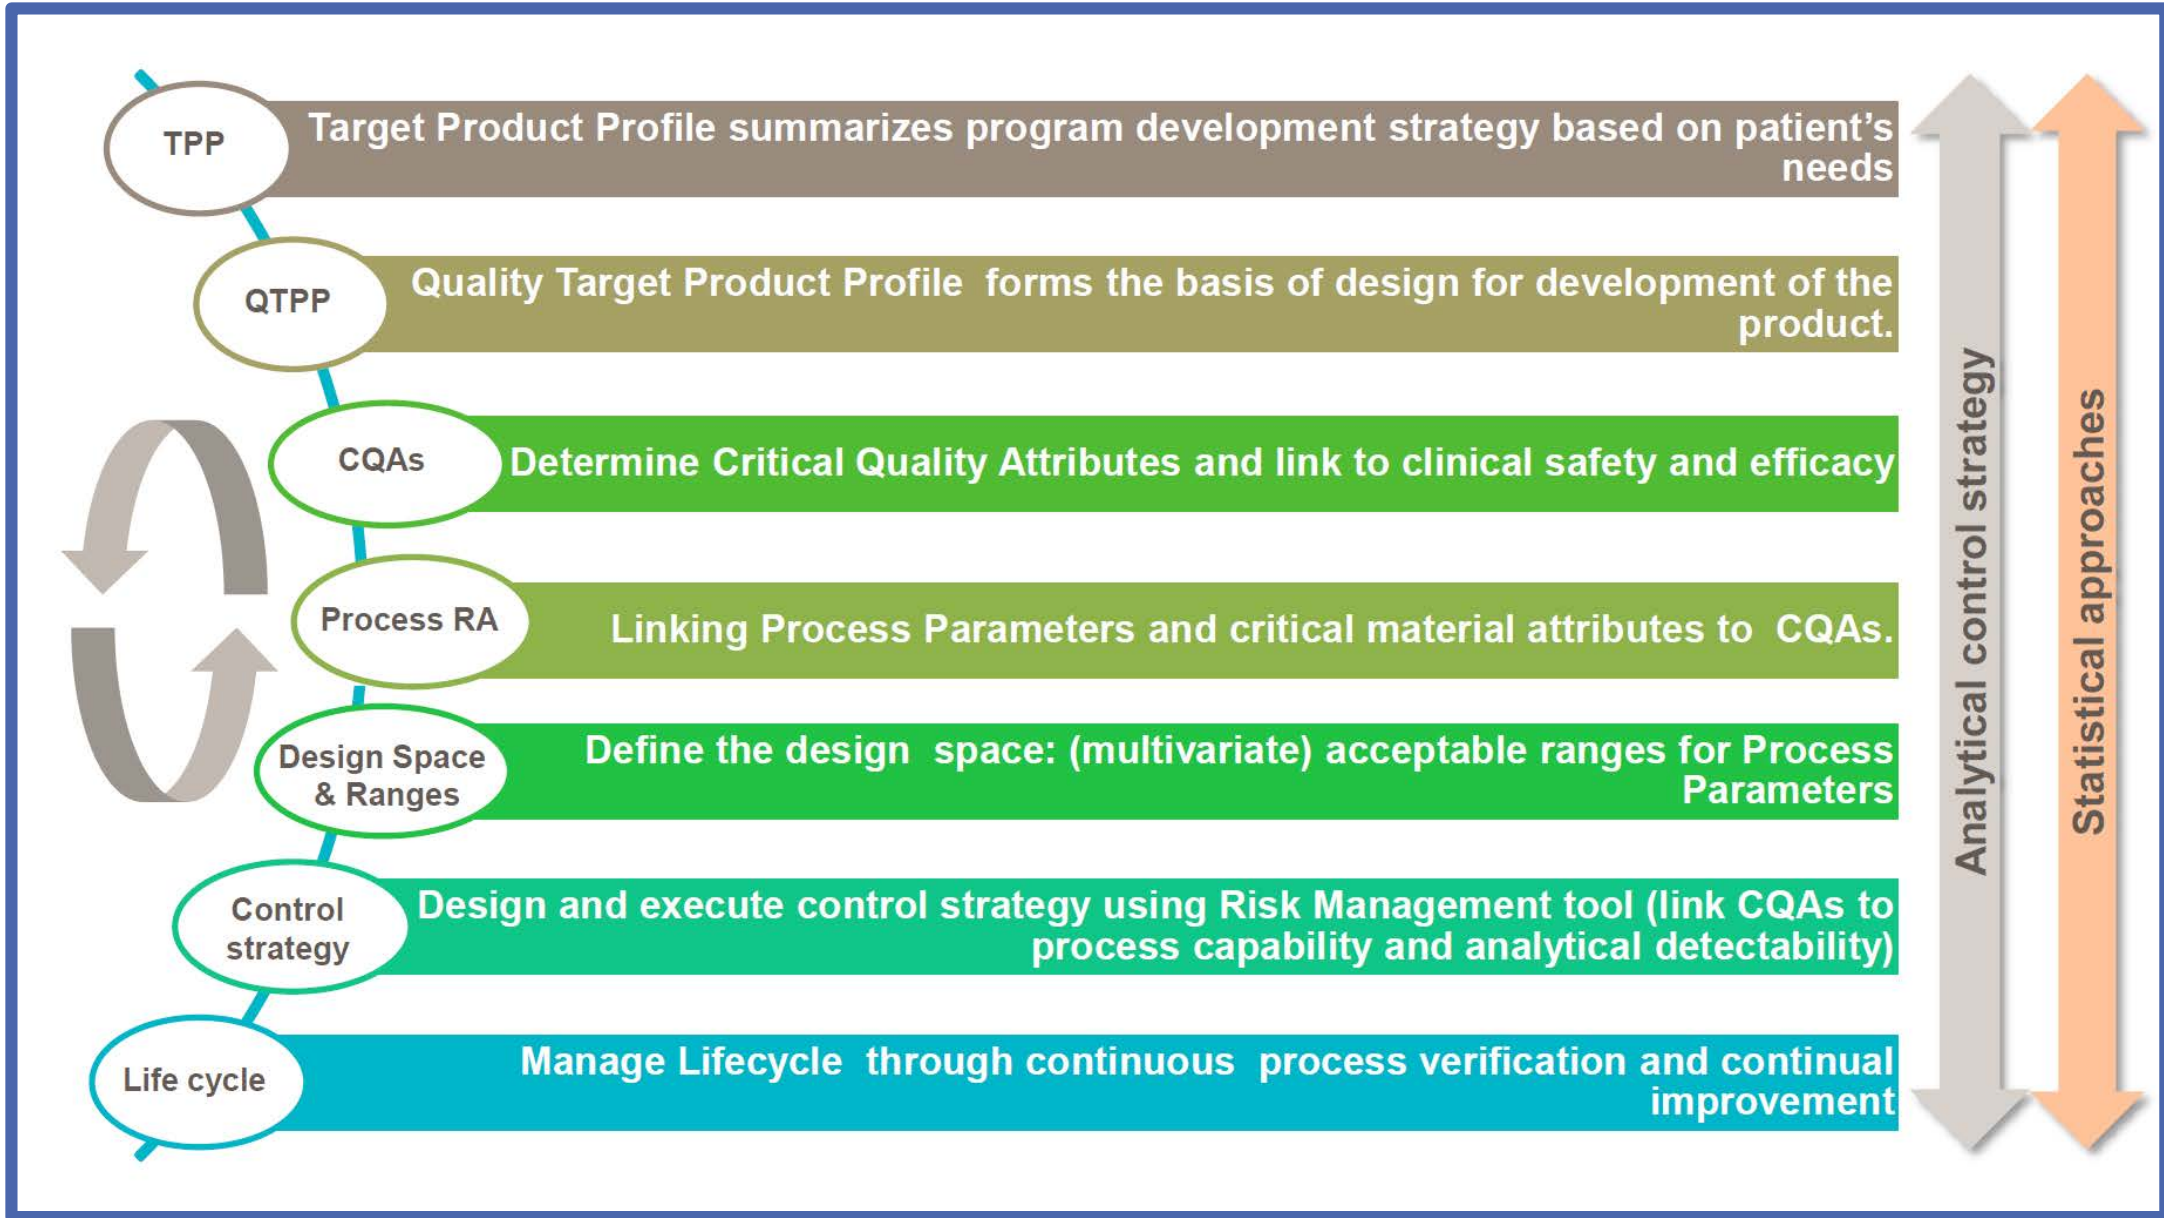 TPP
Target Product Profile summarizes program development strategy based on patient’s
needs
QTPP
Quality Target Product Profile forms the basis of design for development of the
product.
CQAs
Determine Critical Quality Attributes and link to clinical safety and efficacy
Process RA
Linking Process Parameters and critical material attributes to CQAs.
Design Space
& Ranges
Define the design space: (multivariate) acceptable ranges for Process
Parameters
Control
strategy
Design and execute control strategy using Risk Management tool (link CQAs to
process capability and analytical detectability)
Life cycle
Manage Lifecycle through continuous process verification and continual
improvement
Analytical control strategy
Statistical approaches